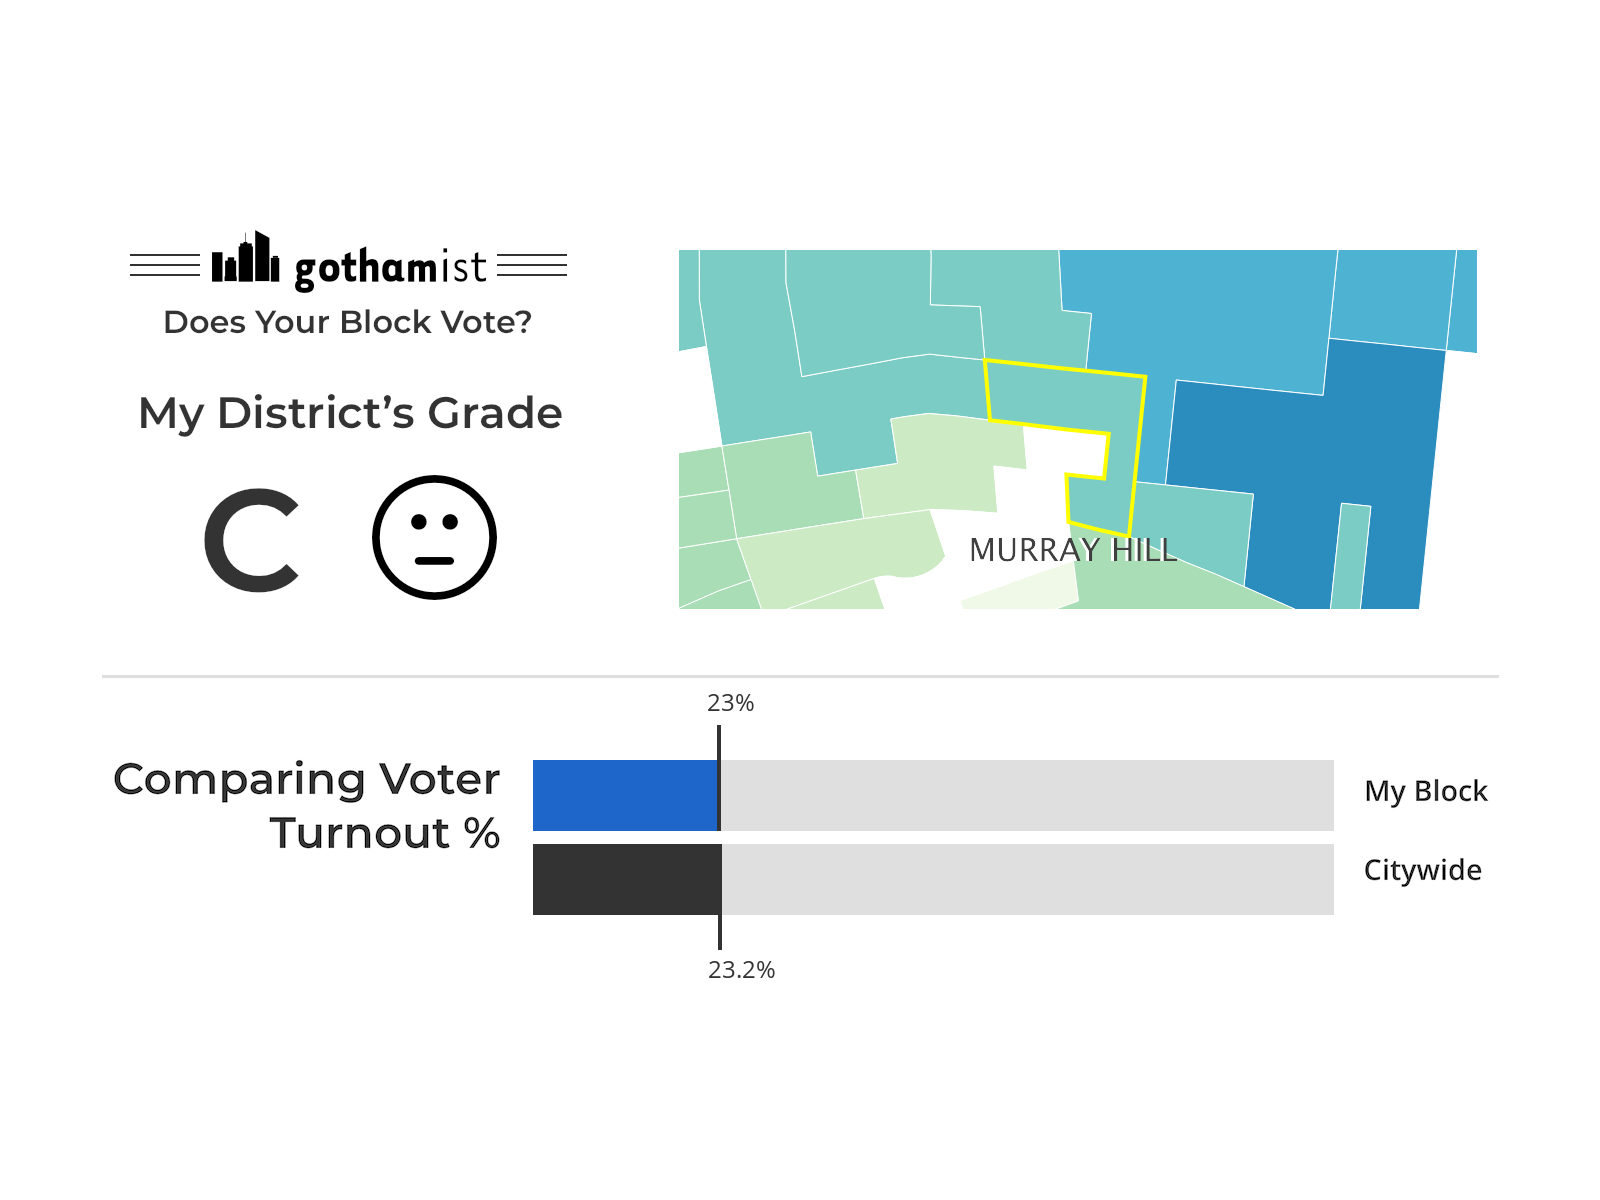 gothamist
Does Your Block Vote?
My District’s Grade
C
MURRAY HILL
23%
Comparing Voter
Turnout %
My Block
Citywide
23.2%